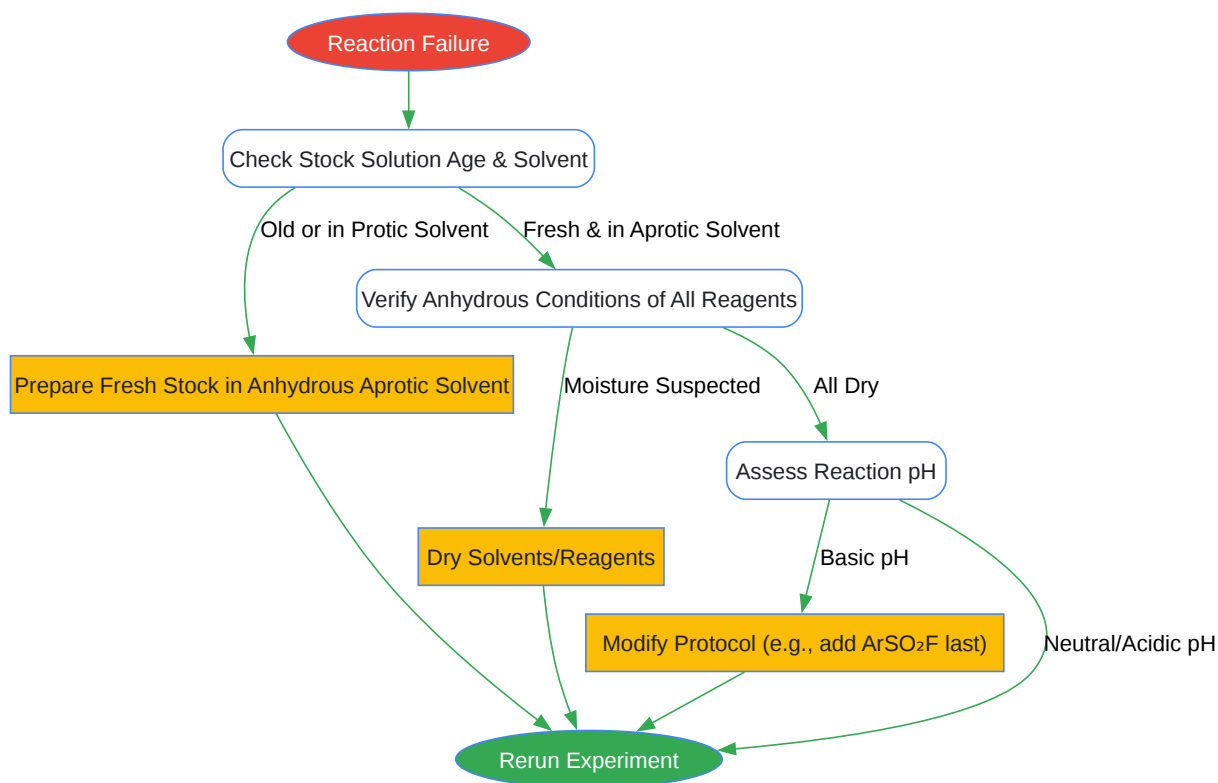 Reaction Failure
Check Stock Solution Age & Solvent
Old or in Protic Solvent
Fresh & in Aprotic Solvent
Verify Anhydrous Conditions of All Reagents
Prepare Fresh Stock in Anhydrous Aprotic Solvent
Moisture Suspected
All Dry
Assess Reaction pH
Dry Solvents/Reagents
Basic pH
Modify Protocol (e.g., add ArSO₂F last)
Neutral/Acidic pH
Rerun Experiment